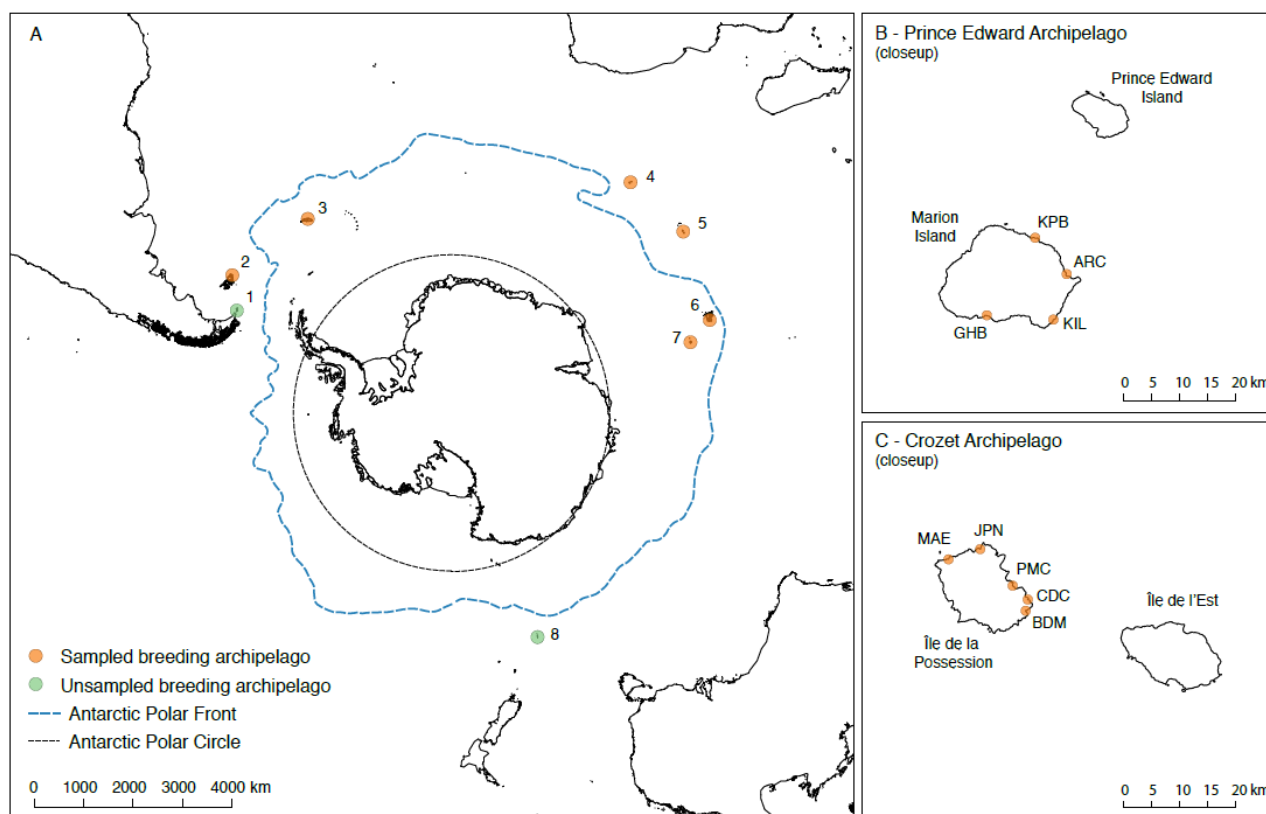 A
1
2
3
4
5
6
7
8
Sampled breeding archipelago
Unsampled breeding archipelago
Antarctic Polar Front
Antarctic Polar Circle
0 1000 2000 3000 4000 km
B - Prince Edward Archipelago
(closeup)
Prince Edward
Island
Marion
Island
KPB
ARC
GHB
KIL
0 5 10 15 20 km
C - Crozet Archipelago
(closeup)
MAE
JPN
PMC
CDC
BDM
Île de la
Possession
Île de l'Est
0 5 10 15 20 km